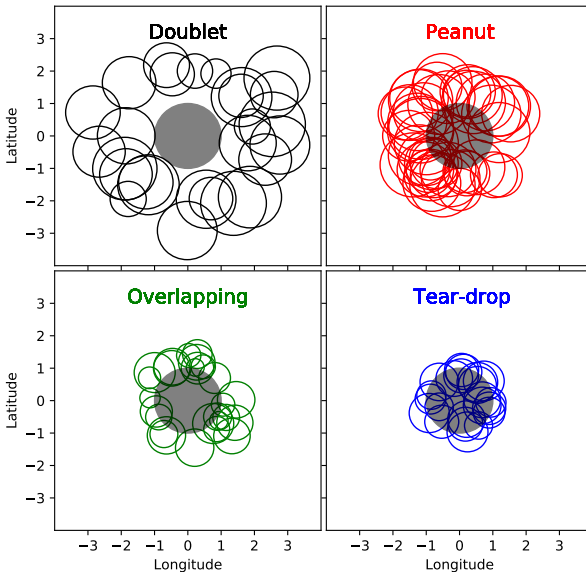 Doublet
Peanut
Latitude
3
2
1
0
−1
−2
−3
Overlapping
Tear-drop
Latitude
3
2
1
0
−1
−2
−3
−3 −2 −1 0 1 2 3
−3 −2 −1 0 1 2 3
Longitude
Longitude